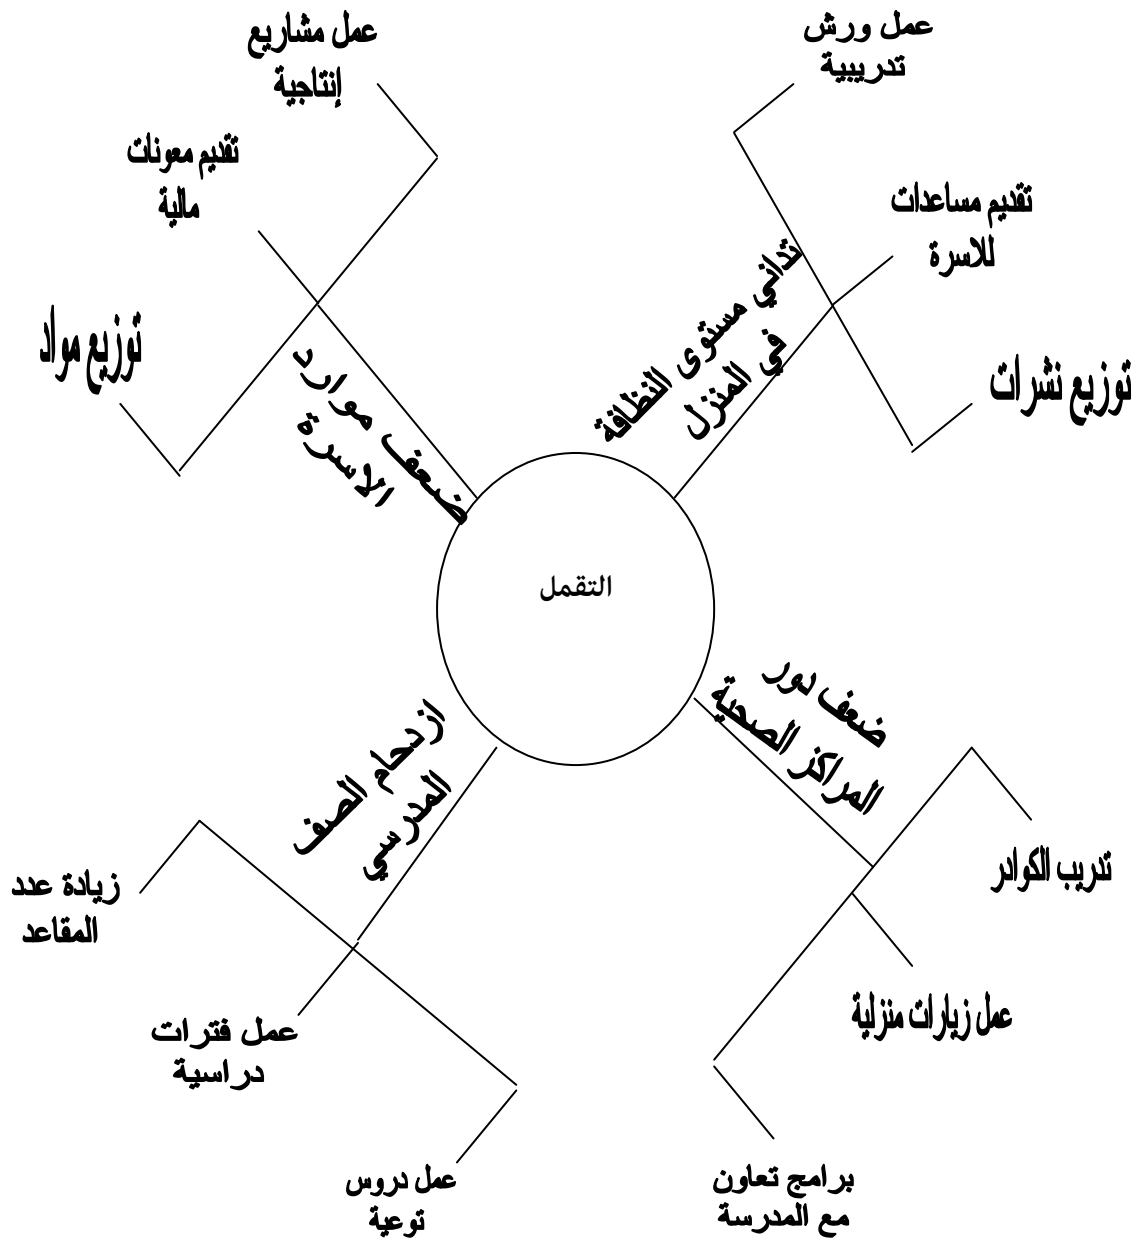 عمل ورش
تدريبية
تقديم مساعدات
للاسرة
توزيع نشرات
تداني مستوى النظافة
في المنزل
عمل مشاريع
إنتاجية
تقديم معونات
مالية
توزيع مواد
ضعف موارد
الاسرة
التقمل
ضعف دور
المراكز الصحية
تدريب الكوادر
عمل زيارات منزلية
برامج تعاون
مع المدرسة
ازدحام الصف
المدرسي
زيادة عدد
المقاعد
عمل فترات
دراسية
عمل دروس
توعية